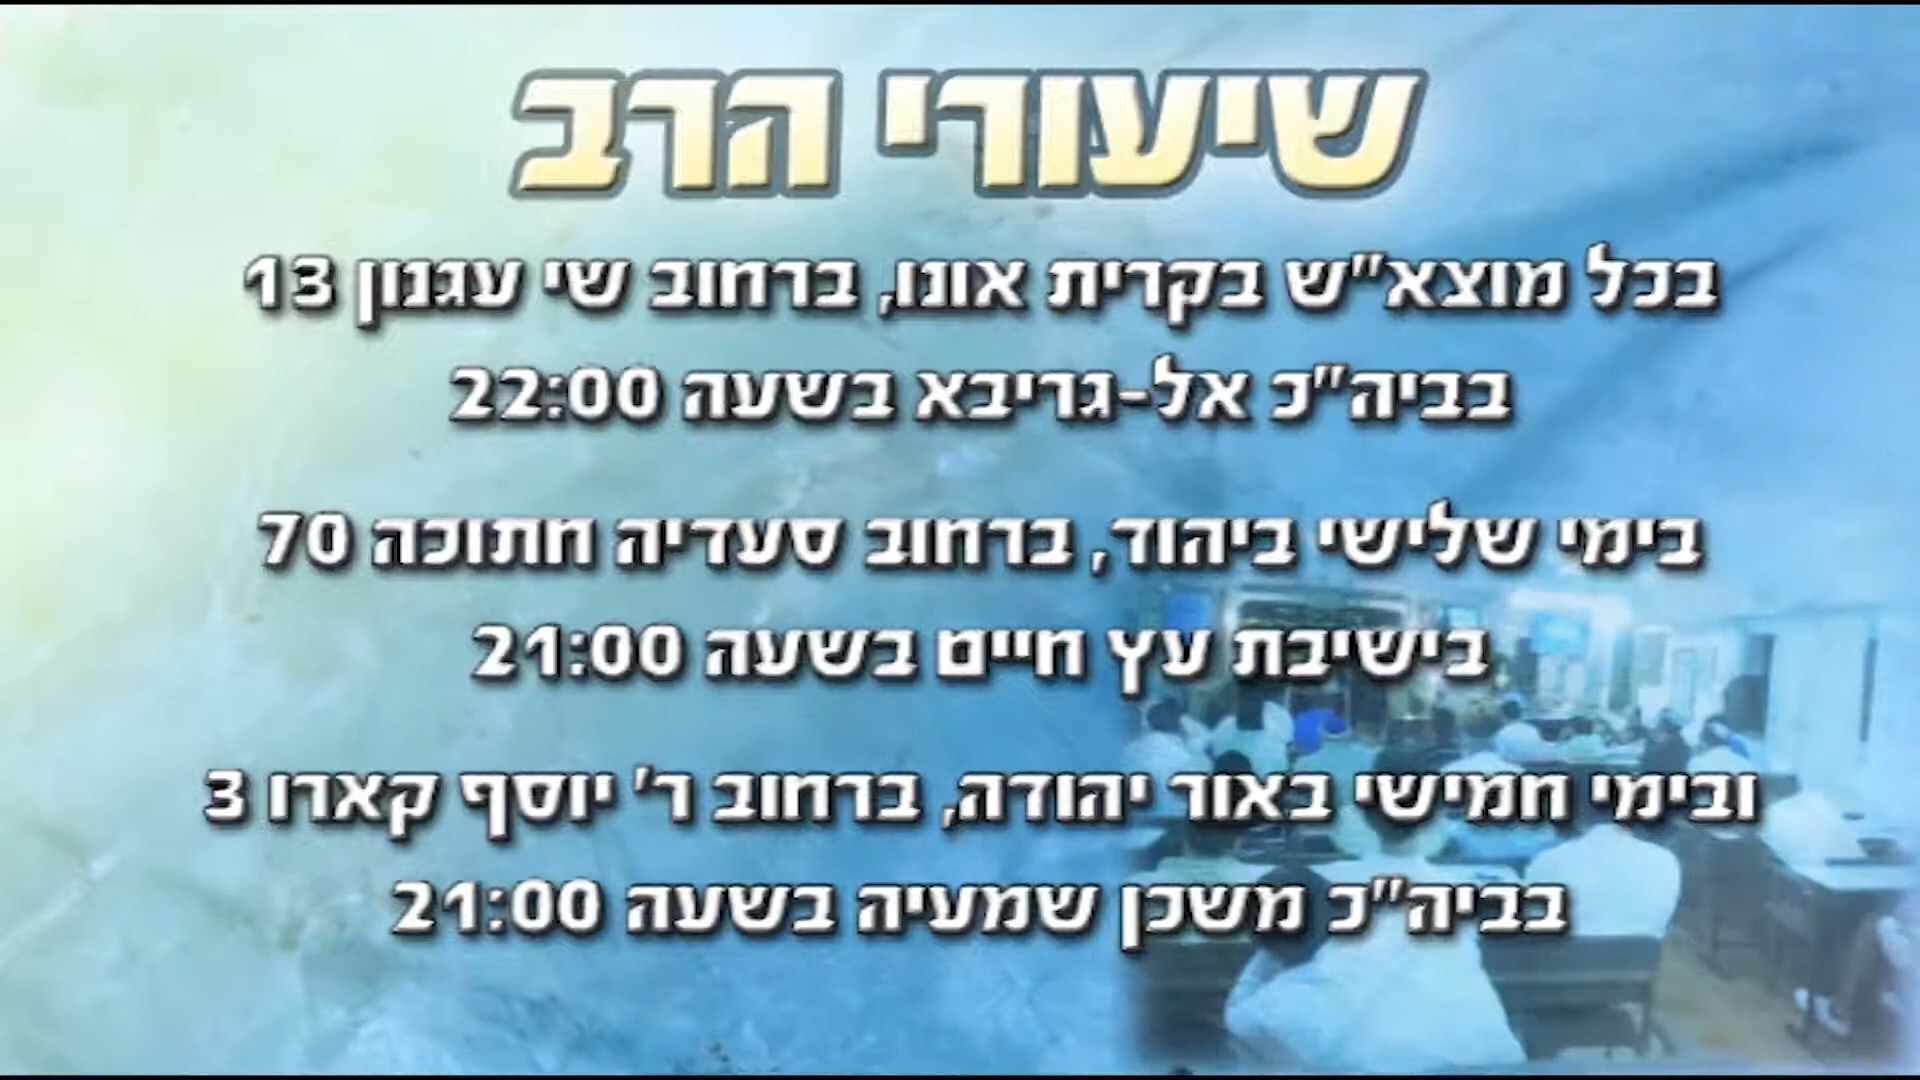 שיעורי הרב
בכל מוצא"ש בקרית אונו, ברחוב שי עגנון 13
בביה"כ אל-גריבא בשעה 22:00
בימי שלישי ביהוד, ברחוב סעדיה חתוכה 70
בישיבת עץ חיים בשעה 21:00
ובימי חמישי באור יהודה, ברחוב ר' יוסף קארו 3
בביה"כ משכן שמעיה בשעה 21:00